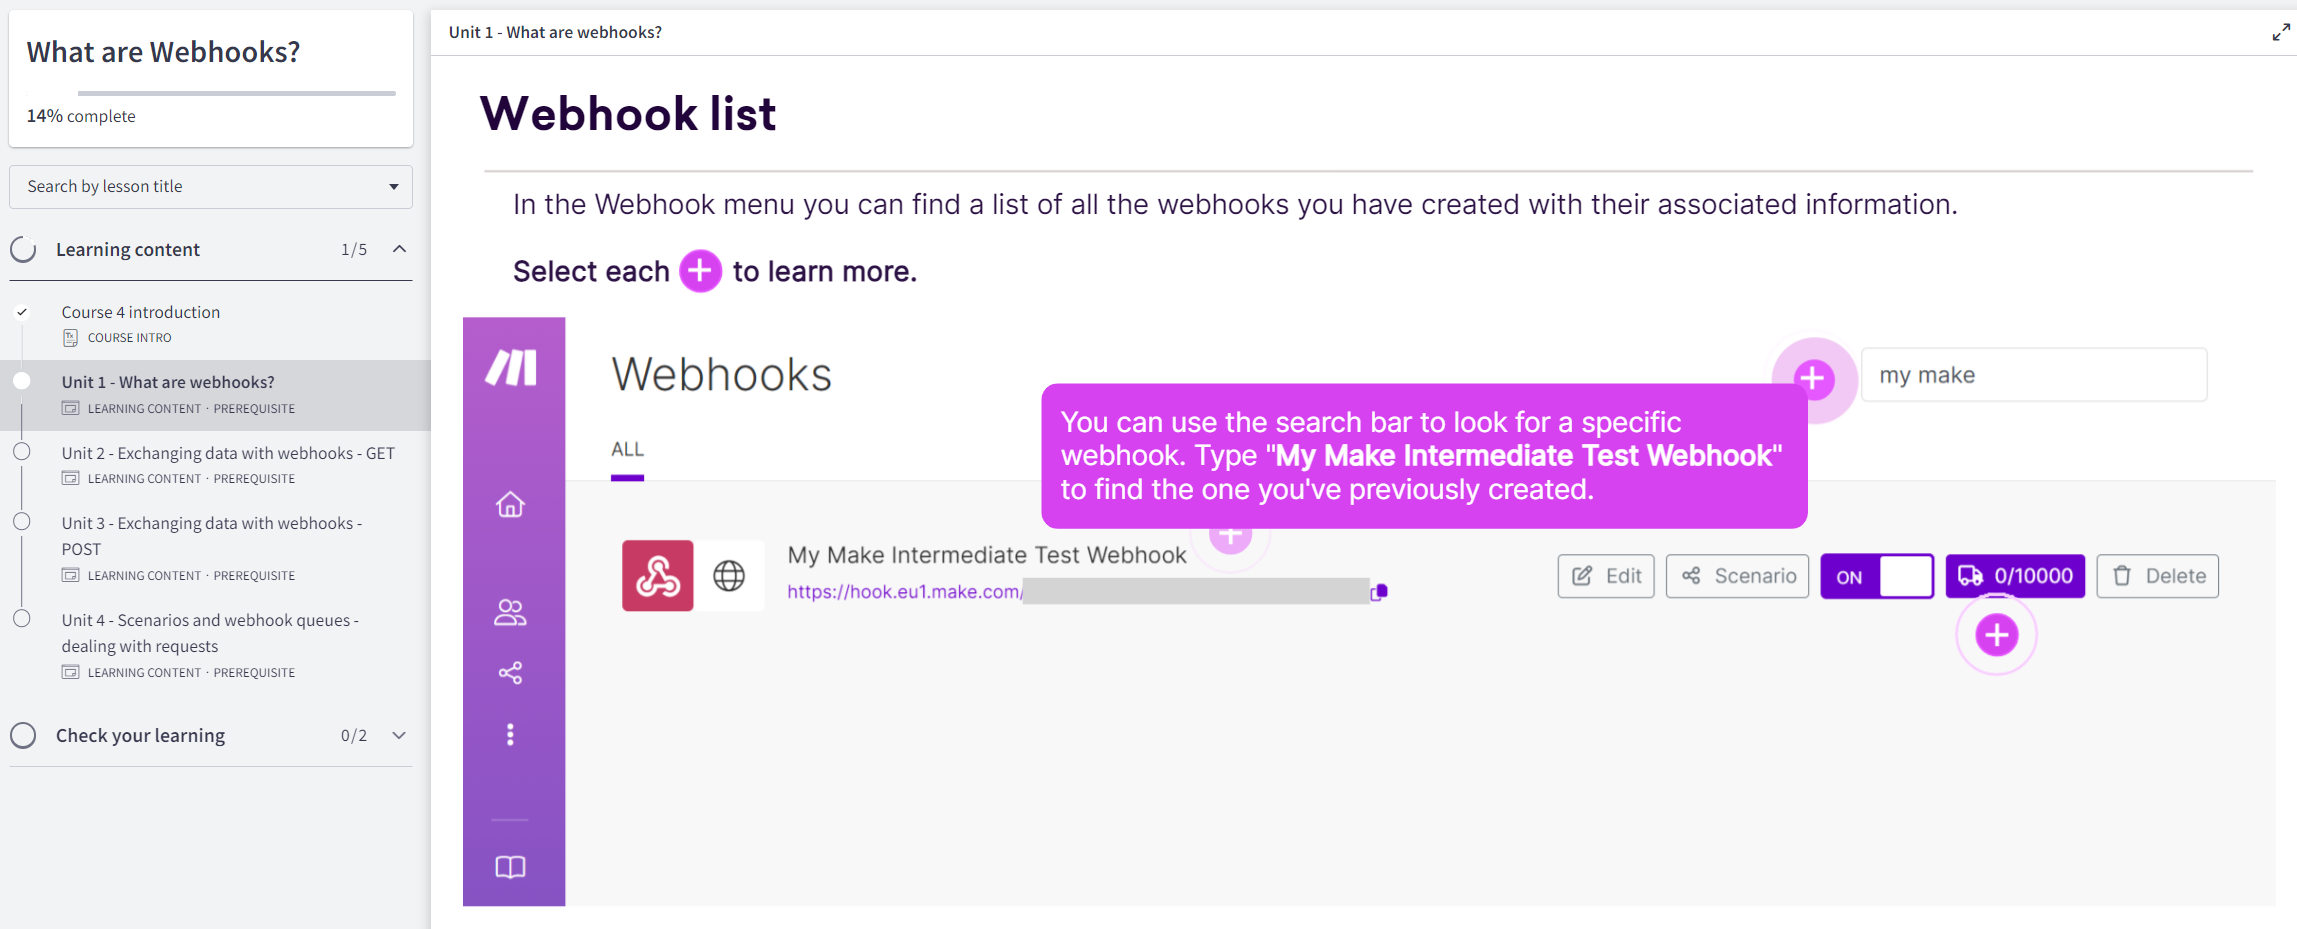 What are Webhooks?
14% complete
Search by lesson title
Learning content 1/5
Course 4 introduction
COURSE INTRO
Unit 1 - What are webhooks?
LEARNING CONTENT · PREREQUISITE
Unit 2 - Exchanging data with webhooks - GET
LEARNING CONTENT · PREREQUISITE
Unit 3 - Exchanging data with webhooks -
POST
LEARNING CONTENT · PREREQUISITE
Unit 4 - Scenarios and webhook queues -
dealing with requests
LEARNING CONTENT · PREREQUISITE
Check your learning 0/2
Unit 1 - What are webhooks?
Webhook list
In the Webhook menu you can find a list of all the webhooks you have created with their associated information.
Select each + to learn more.
Webhooks
my make
You can use the search bar to look for a specific
webhook. Type "My Make Intermediate Test Webhook"
to find the one you've previously created.
ALL
My Make Intermediate Test Webhook
https://hook.eu1.make.com/
Edit
Scenario
ON
0/10000
Delete